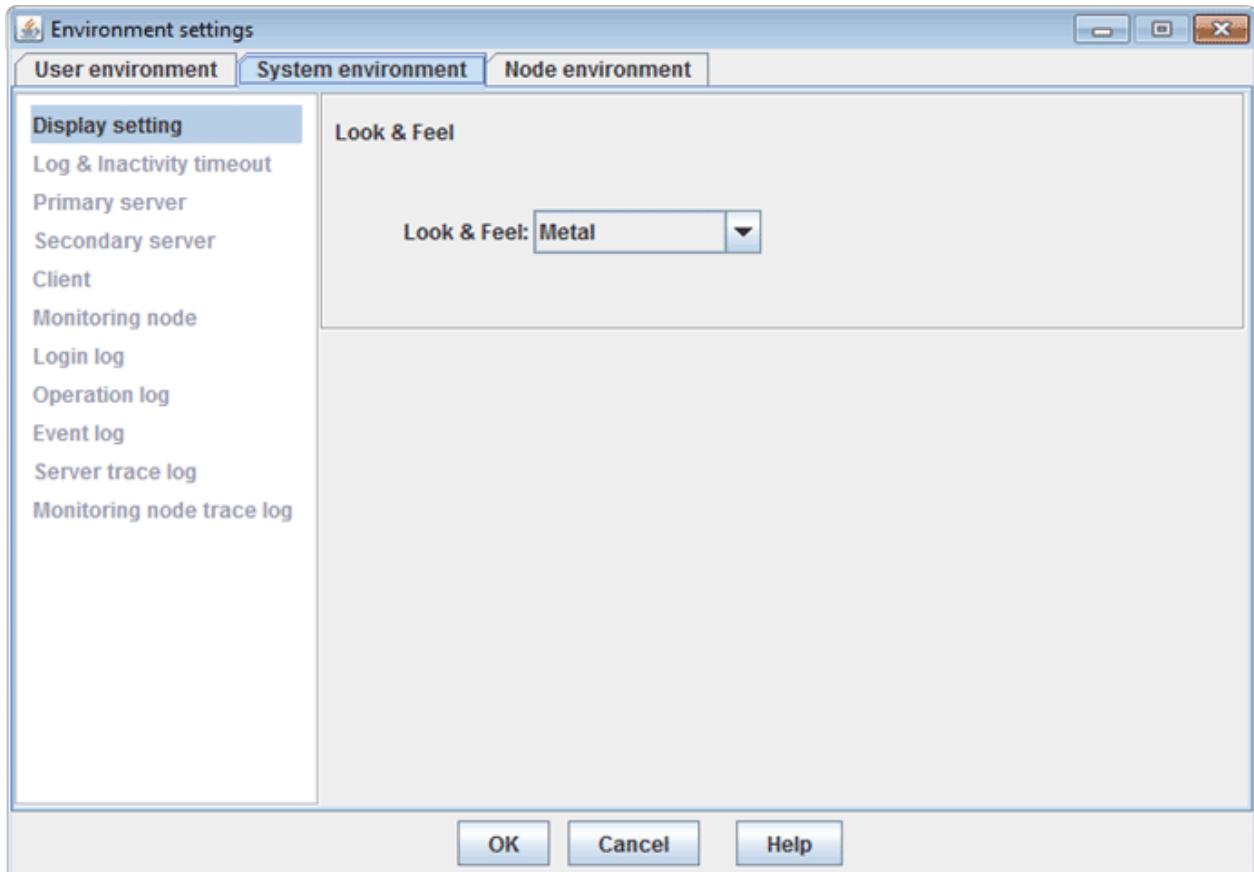 Environment settings
User environment System environment Node environment
Display setting
Log & Inactivity timeout
Primary server
Secondary server
Client
Monitoring node
Login log
Operation log
Event log
Server trace log
Monitoring node trace log
Look & Feel
Look & Feel: Metal
OK Cancel Help